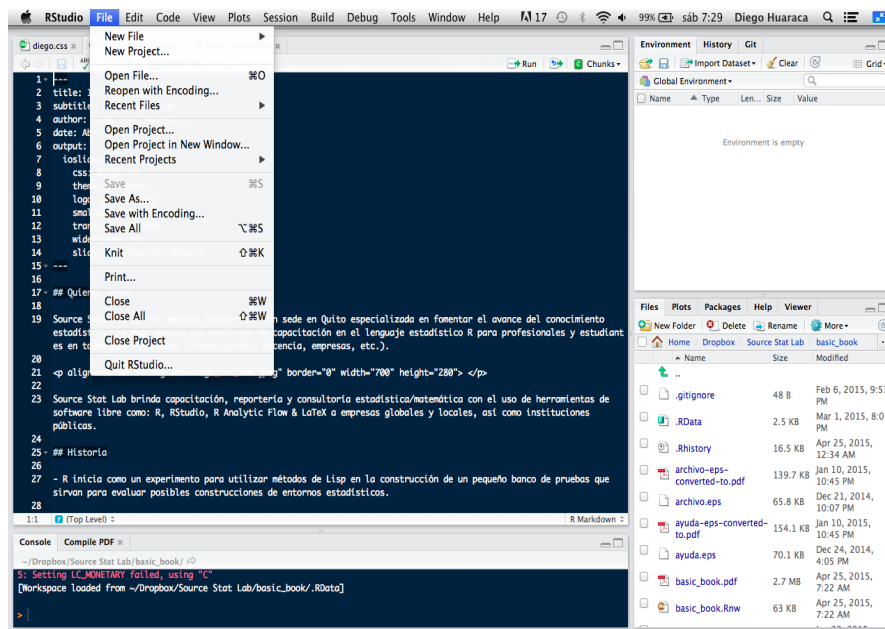 RStudio File Edit Code View Plots Session Build Debug Tools Window Help 17 99% sáb 7:29 Diego Huaraca
diego.css
New File
New Project...
Open File... ⌘O
Reopen with Encoding...
Recent Files
Open Project...
Open Project in New Window...
Recent Projects
Save ⌘S
Save As...
Save with Encoding...
Save All ⌥⌘S
Knit ⇧⌘K
Print...
Close ⌘W
Close All ⇧⌘W
Close Project
Quit RStudio...
Run Chunks
1 ---
2 title:
3 subtitle
4 author:
5 date:
6 output:
7
8 css:
9
10
11
12
13
14
15 ---
16
17 ##
18
19 Source sede en Quito especializada en fomentar el avance del conocimiento
capacitación en el lenguaje estadístico R para profesionales y estudiant
es en empresas, etc.).
20
21 <p border="0" width="700" height="280"> </p>
22
23 Source Stat Lab brinda capacitación, reportería y consultoría estadística/matemática con el uso de herramientas de
software libre como: R, RStudio, R Analytic Flow & LaTeX a empresas globales y locales, así como instituciones
públicas.
24
25 ## Historia
26
27 - R inicia como un experimento para utilizar métodos de Lisp en la construcción de un pequeño banco de pruebas que
sirvan para evaluar posibles construcciones de entornos estadísticos.
28
1:1 (Top Level) R Markdown
Console Compile PDF
~/Dropbox/Source Stat Lab/basic_book/
5: Setting LC_MONETARY failed, using "C"
[Workspace loaded from ~/Dropbox/Source Stat Lab/basic_book/.RData]
>
Environment History Git
Import Dataset Clear Grid
Global Environment
Name Type Len... Size Value
Environment is empty
Files Plots Packages Help Viewer
New Folder Delete Rename More
Home Dropbox Source Stat Lab basic_book
Name Size Modified
..
.gitignore 48 B Feb 6, 2015, 9:53
PM
.RData 2.5 KB Mar 1, 2015, 8:0
PM
.Rhistory 16.5 KB Apr 25, 2015,
12:34 AM
archivo-eps-
converted-to.pdf 139.7 KB Jan 10, 2015,
10:45 PM
archivo.eps 65.8 KB Dec 21, 2014,
10:07 PM
ayuda-eps-converted-
to.pdf 154.1 KB Jan 10, 2015,
10:45 PM
ayuda.eps 70.1 KB Dec 24, 2014,
4:05 PM
basic_book.pdf 2.7 MB Apr 25, 2015,
7:22 AM
basic_book.Rnw 63 KB Apr 25, 2015,
7:22 AM